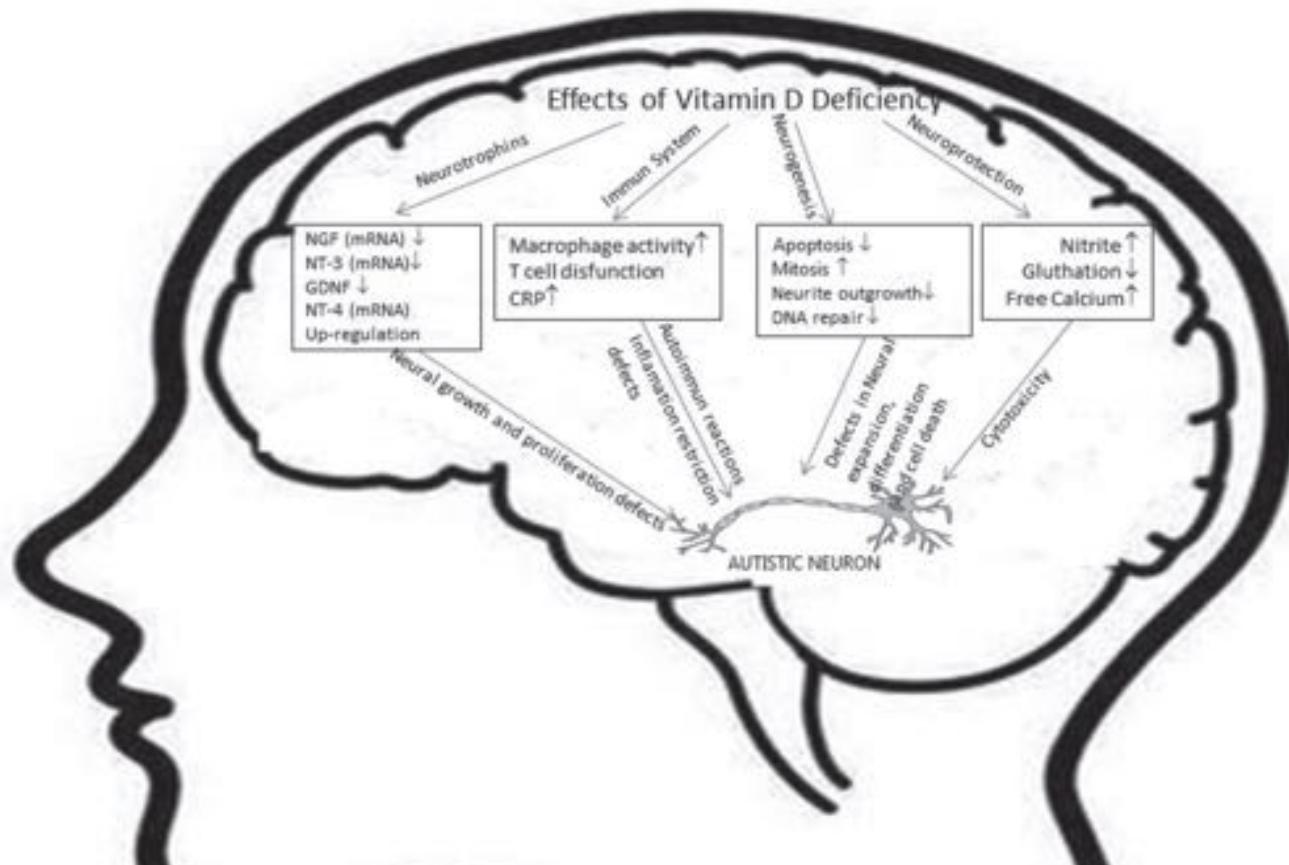 Effects of Vitamin D Deficiency
Neurotrophins
Immun System
Neurogenesis
Neuroprotection
NGF (mRNA) ↓
NT-3 (mRNA)↓
GDNF ↓
NT-4 (mRNA)
Up-regulation
Macrophage activity↑
T cell disfunction
CRP↑
Apoptosis ↓
Mitosis ↑
Neurite outgrowth↓
DNA repair↓
Nitrite ↑
Gluthation↓
Free Calcium↑
Neural growth and proliferation defects
Autoimmun reactions
Inflamation restriction
defects
Defects in Neural
expansion,
differentiation
and cell death
Cytotoxicity
AUTISTIC NEURON